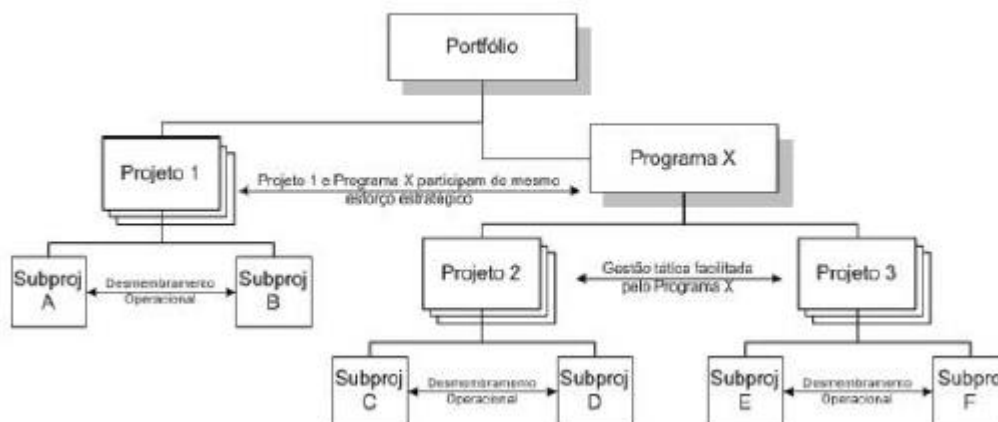 Portfólio
Projeto 1
Programa X
Projeto 1 e Programa X participam do mesmo
esforço estratégico
Projeto 2
Gestão tática facilitada
pelo Programa X
Projeto 3
Subproj
A
Desmembramento
Operacional
Subproj
B
Subproj
C
Desmembramento
Operacional
Subproj
D
Subproj
E
Desmembramento
Operacional
Subpro
F